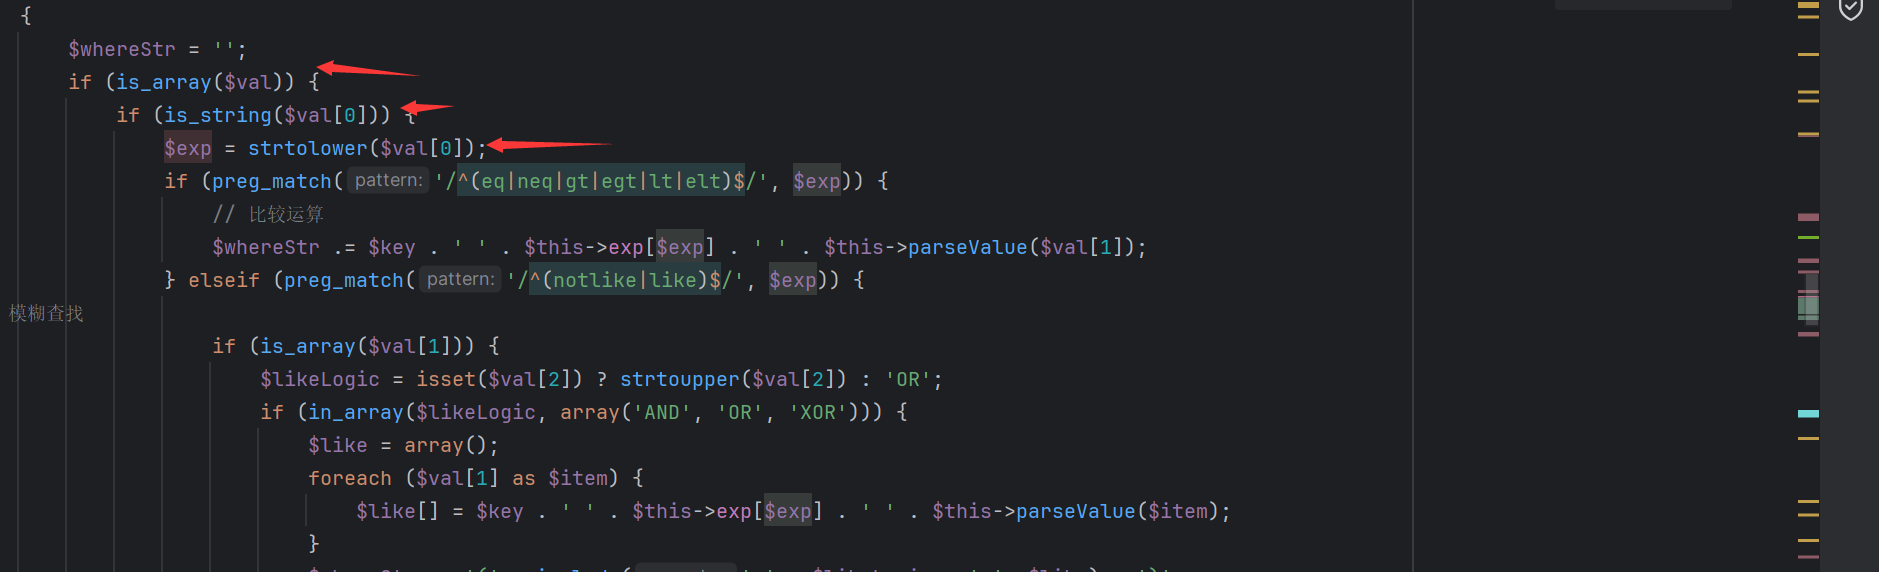 {
$whereStr = '';
if (is_array($val)) {
if (is_string($val[0])) {
$exp = strtolower($val[0]);
if (preg_match( pattern: '/^(eq|neq|gt|egt|lt|elt)$/', $exp)) {
// 比较运算
$whereStr .= $key . ' ' . $this->exp[$exp] . ' ' . $this->parseValue($val[1]);
} elseif (preg_match( pattern: '/^(notlike|like)$/', $exp)) {
模糊查找
if (is_array($val[1])) {
$likeLogic = isset($val[2]) ? strtoupper($val[2]) : 'OR';
if (in_array($likeLogic, array('AND', 'OR', 'XOR'))) {
$like = array();
foreach ($val[1] as $item) {
$like[] = $key . ' ' . $this->exp[$exp] . ' ' . $this->parseValue($item);
}